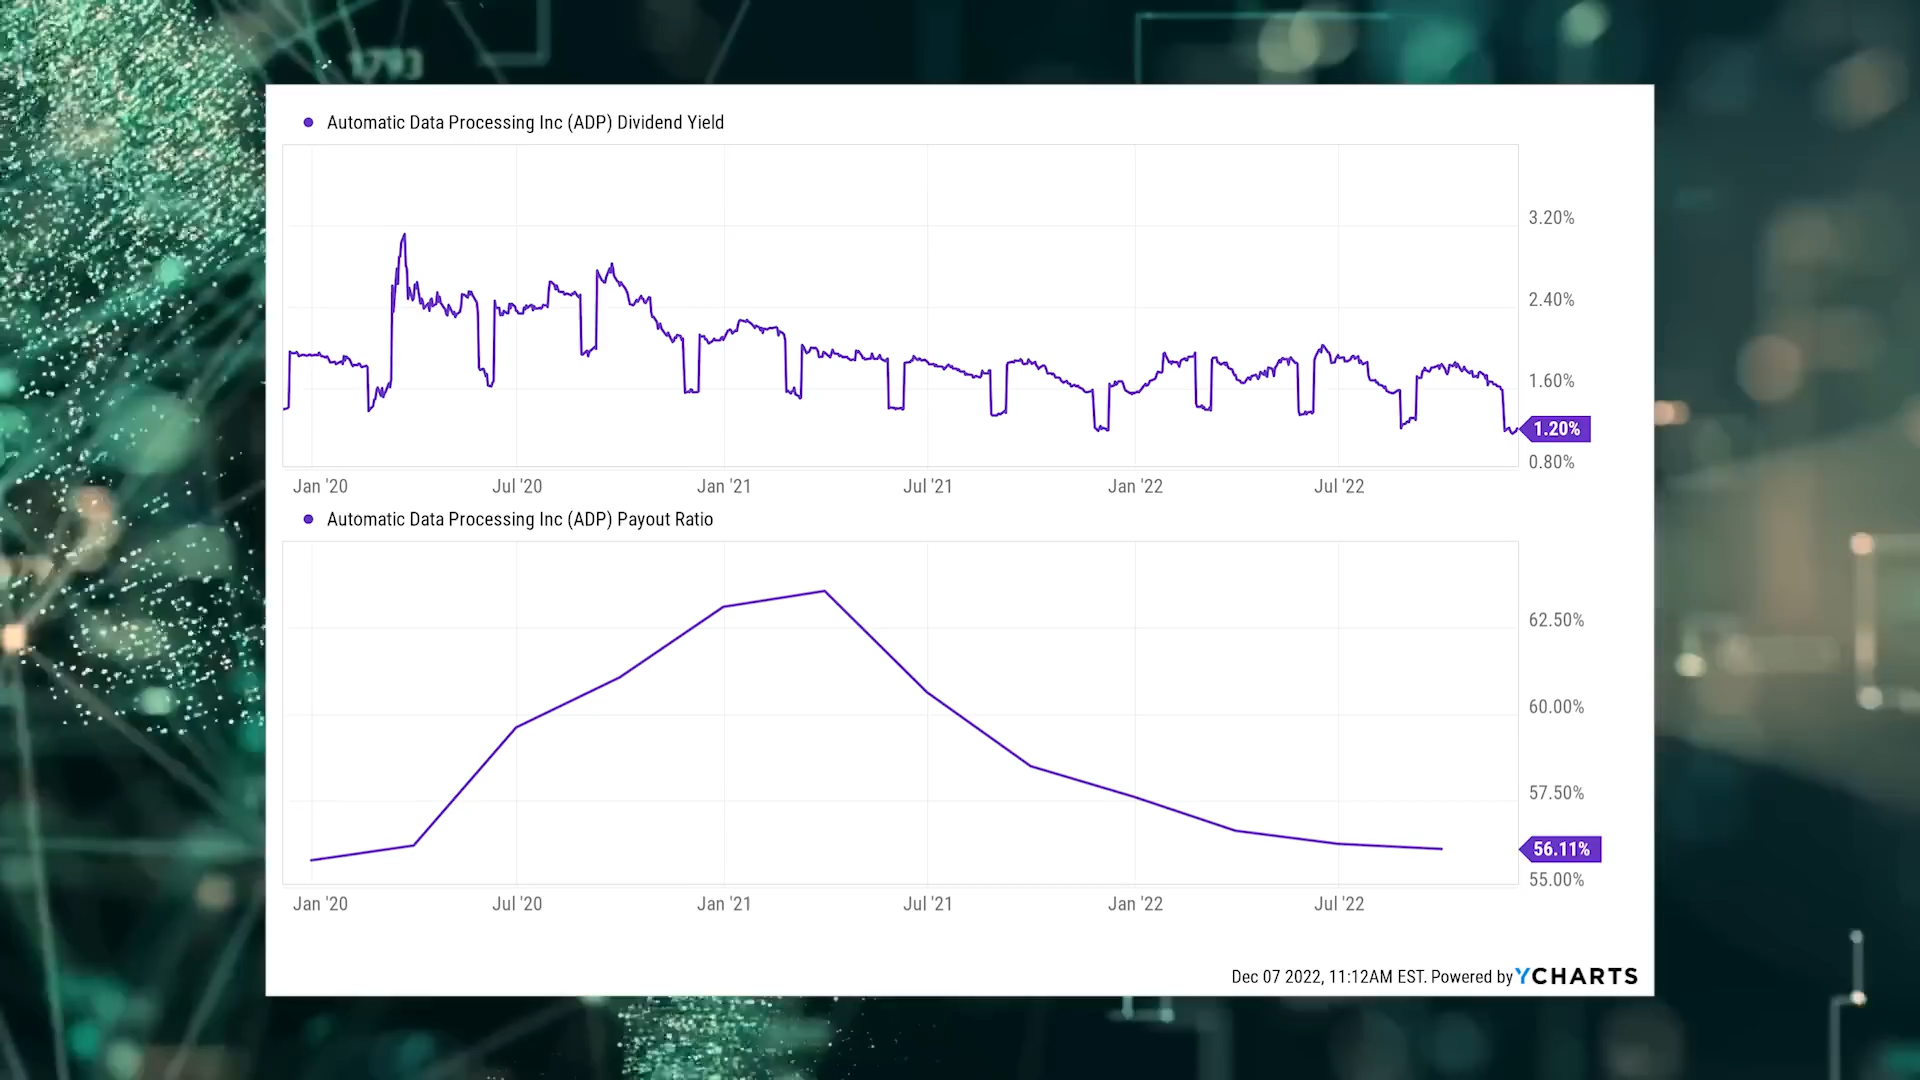 1793
Automatic Data Processing Inc (ADP) Dividend Yield
3.20%
2.40%
1.60%
1.20%
0.80%
Jan '20 Jul '20 Jan '21 Jul '21 Jan '22 Jul '22
Automatic Data Processing Inc (ADP) Payout Ratio
62.50%
60.00%
57.50%
56.11%
55.00%
Jan '20 Jul '20 Jan '21 Jul '21 Jan '22 Jul '22
Dec 07 2022, 11:12AM EST. Powered by YCHARTS